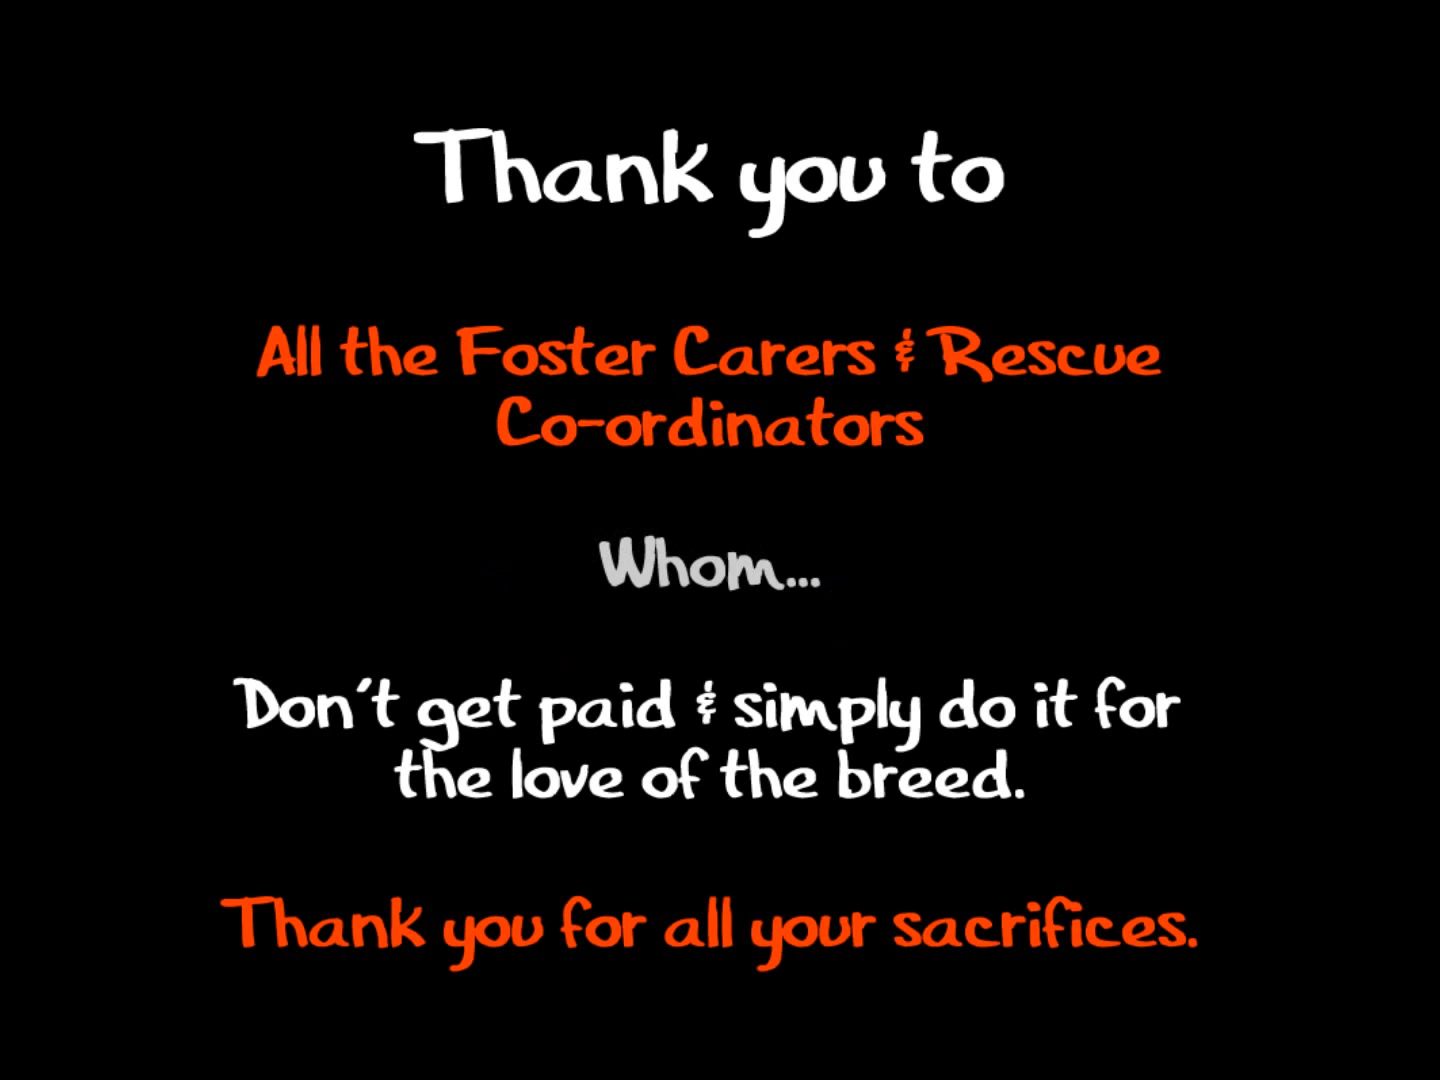 Thank you to
All the Foster Carers & Rescue
Co-ordinators
Whom...
Don't get paid & simply do it for
the love of the breed.
Thank you for all your sacrifices.